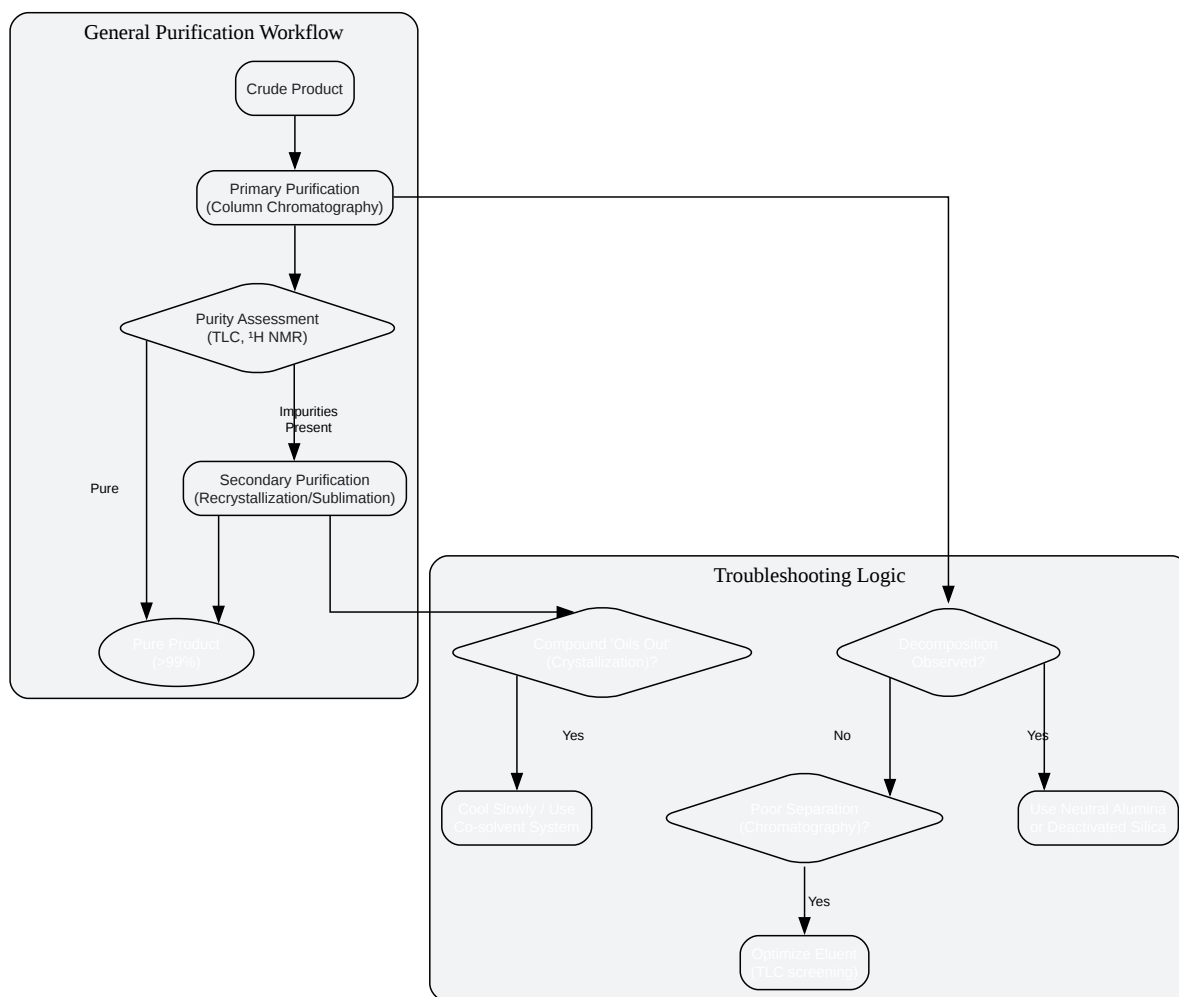 General Purification Workflow
Crude Product
Primary Purification
(Column Chromatography)
Purity Assessment
(TLC, ¹H NMR)
Impurities
Present
Pure
Secondary Purification
(Recrystallization/Sublimation)
Pure Product
(>99%)
Troubleshooting Logic
Compound 'Oils Out'
(Crystallization)?
Decomposition
Observed?
Yes
No
Yes
Cool Slowly / Use
Co-solvent System
Poor Separation
(Chromatography)?
Use Neutral Alumina
or Deactivated Silica
Yes
Optimize Eluent
(TLC screening)